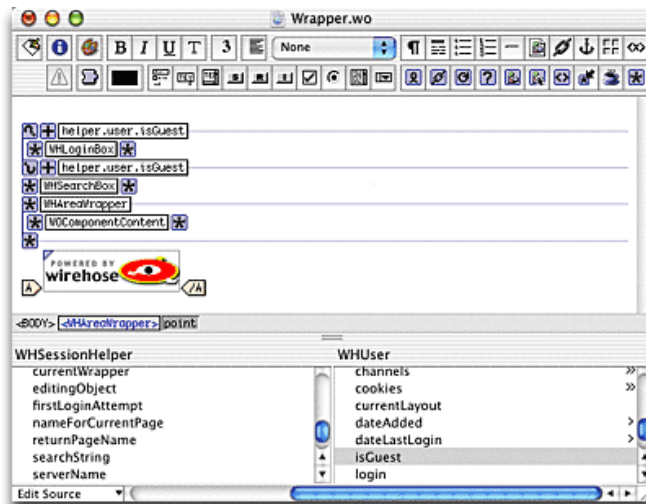 Wrapper.wo
B I U T 3 None
helper.user.isGuest
WHLoginBox
helper.user.isGuest
WHSearchBox
WHAreaWrapper
WOComponentContent
POWERED BY
wirehose
A /A
<BODY> <WHAreaWrapper> point
WHSessionHelper WHUser
currentWrapper channels
editingObject cookies
firstLoginAttempt currentLayout
nameForCurrentPage dateAdded
returnPageName dateLastLogin
searchString isGuest
serverName login
Edit Source